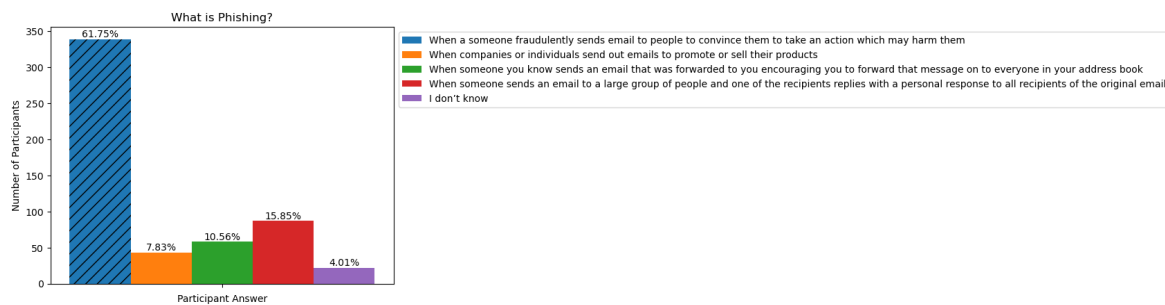 What is Phishing?
350
300
250
200
150
100
50
0
Number of Participants
61.75%
7.83%
10.56%
15.85%
4.01%
Participant Answer
When a someone fraudulently sends email to people to convince them to take an action which may harm them
When companies or individuals send out emails to promote or sell their products
When someone you know sends an email that was forwarded to you encouraging you to forward that message on to everyone in your address book
When someone sends an email to a large group of people and one of the recipients replies with a personal response to all recipients of the original email
I don’t know